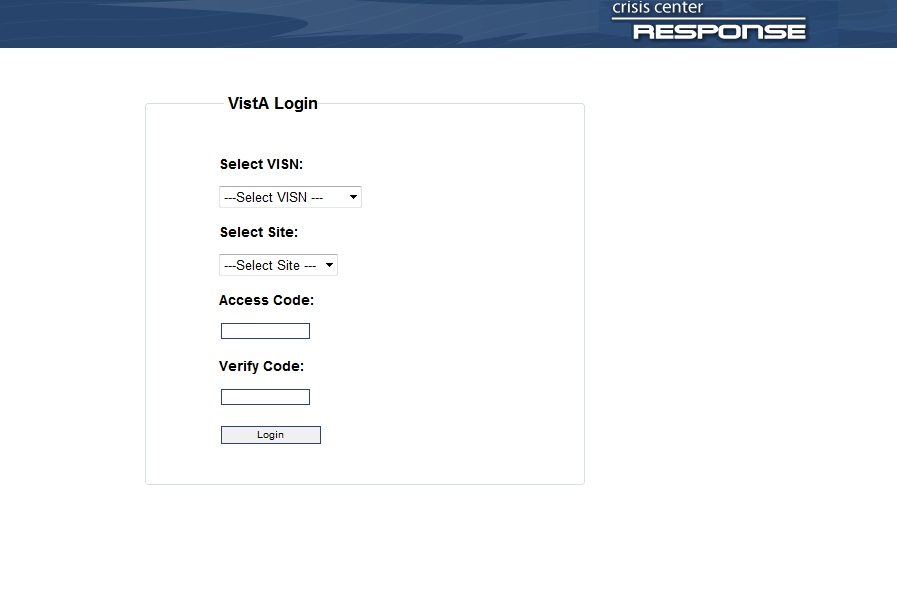 crisis center
RESPONSE
VistA Login
Select VISN:
---Select VISN ---
Select Site:
---Select Site ---
Access Code:
Verify Code:
Login